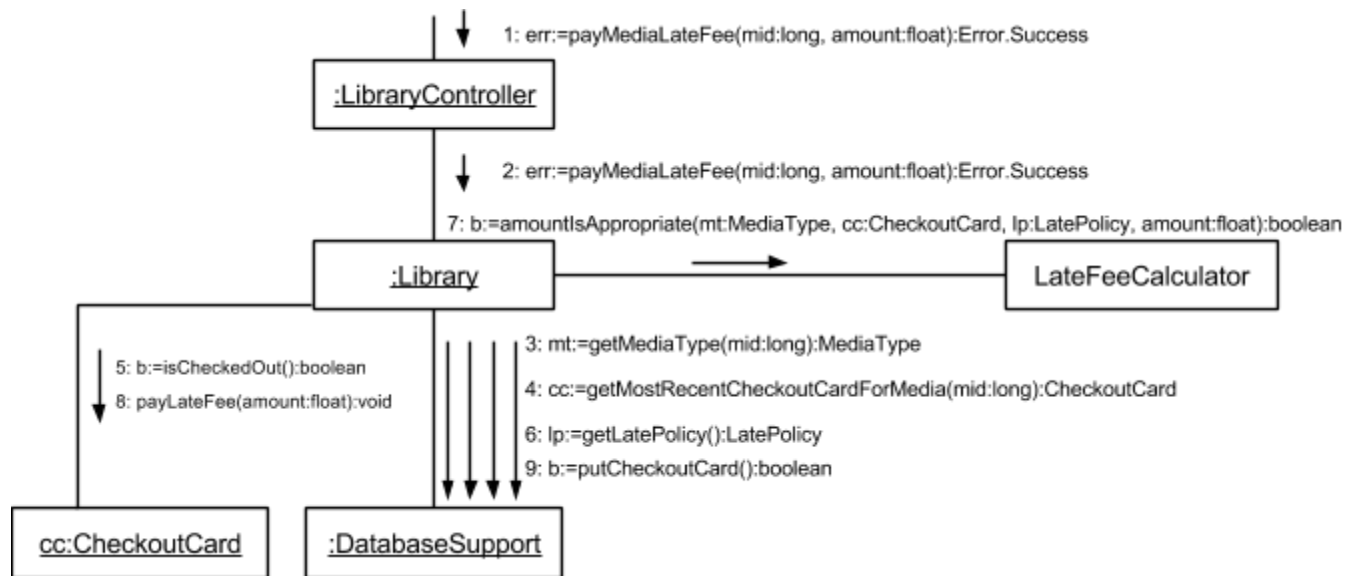 1: err:=payMediaLateFee(mid:long, amount:float):Error.Success
:LibraryController
2: err:=payMediaLateFee(mid:long, amount:float):Error.Success
7: b:=amountIsAppropriate(mt:MediaType, cc:CheckoutCard, lp:LatePolicy, amount:float):boolean
:Library
LateFeeCalculator
3: mt:=getMediaType(mid:long):MediaType
5: b:=isCheckedOut():boolean
4: cc:=getMostRecentCheckoutCardForMedia(mid:long):CheckoutCard
8: payLateFee(amount:float):void
6: lp:=getLatePolicy():LatePolicy
9: b:=putCheckoutCard():boolean
cc:CheckoutCard
:DatabaseSupport